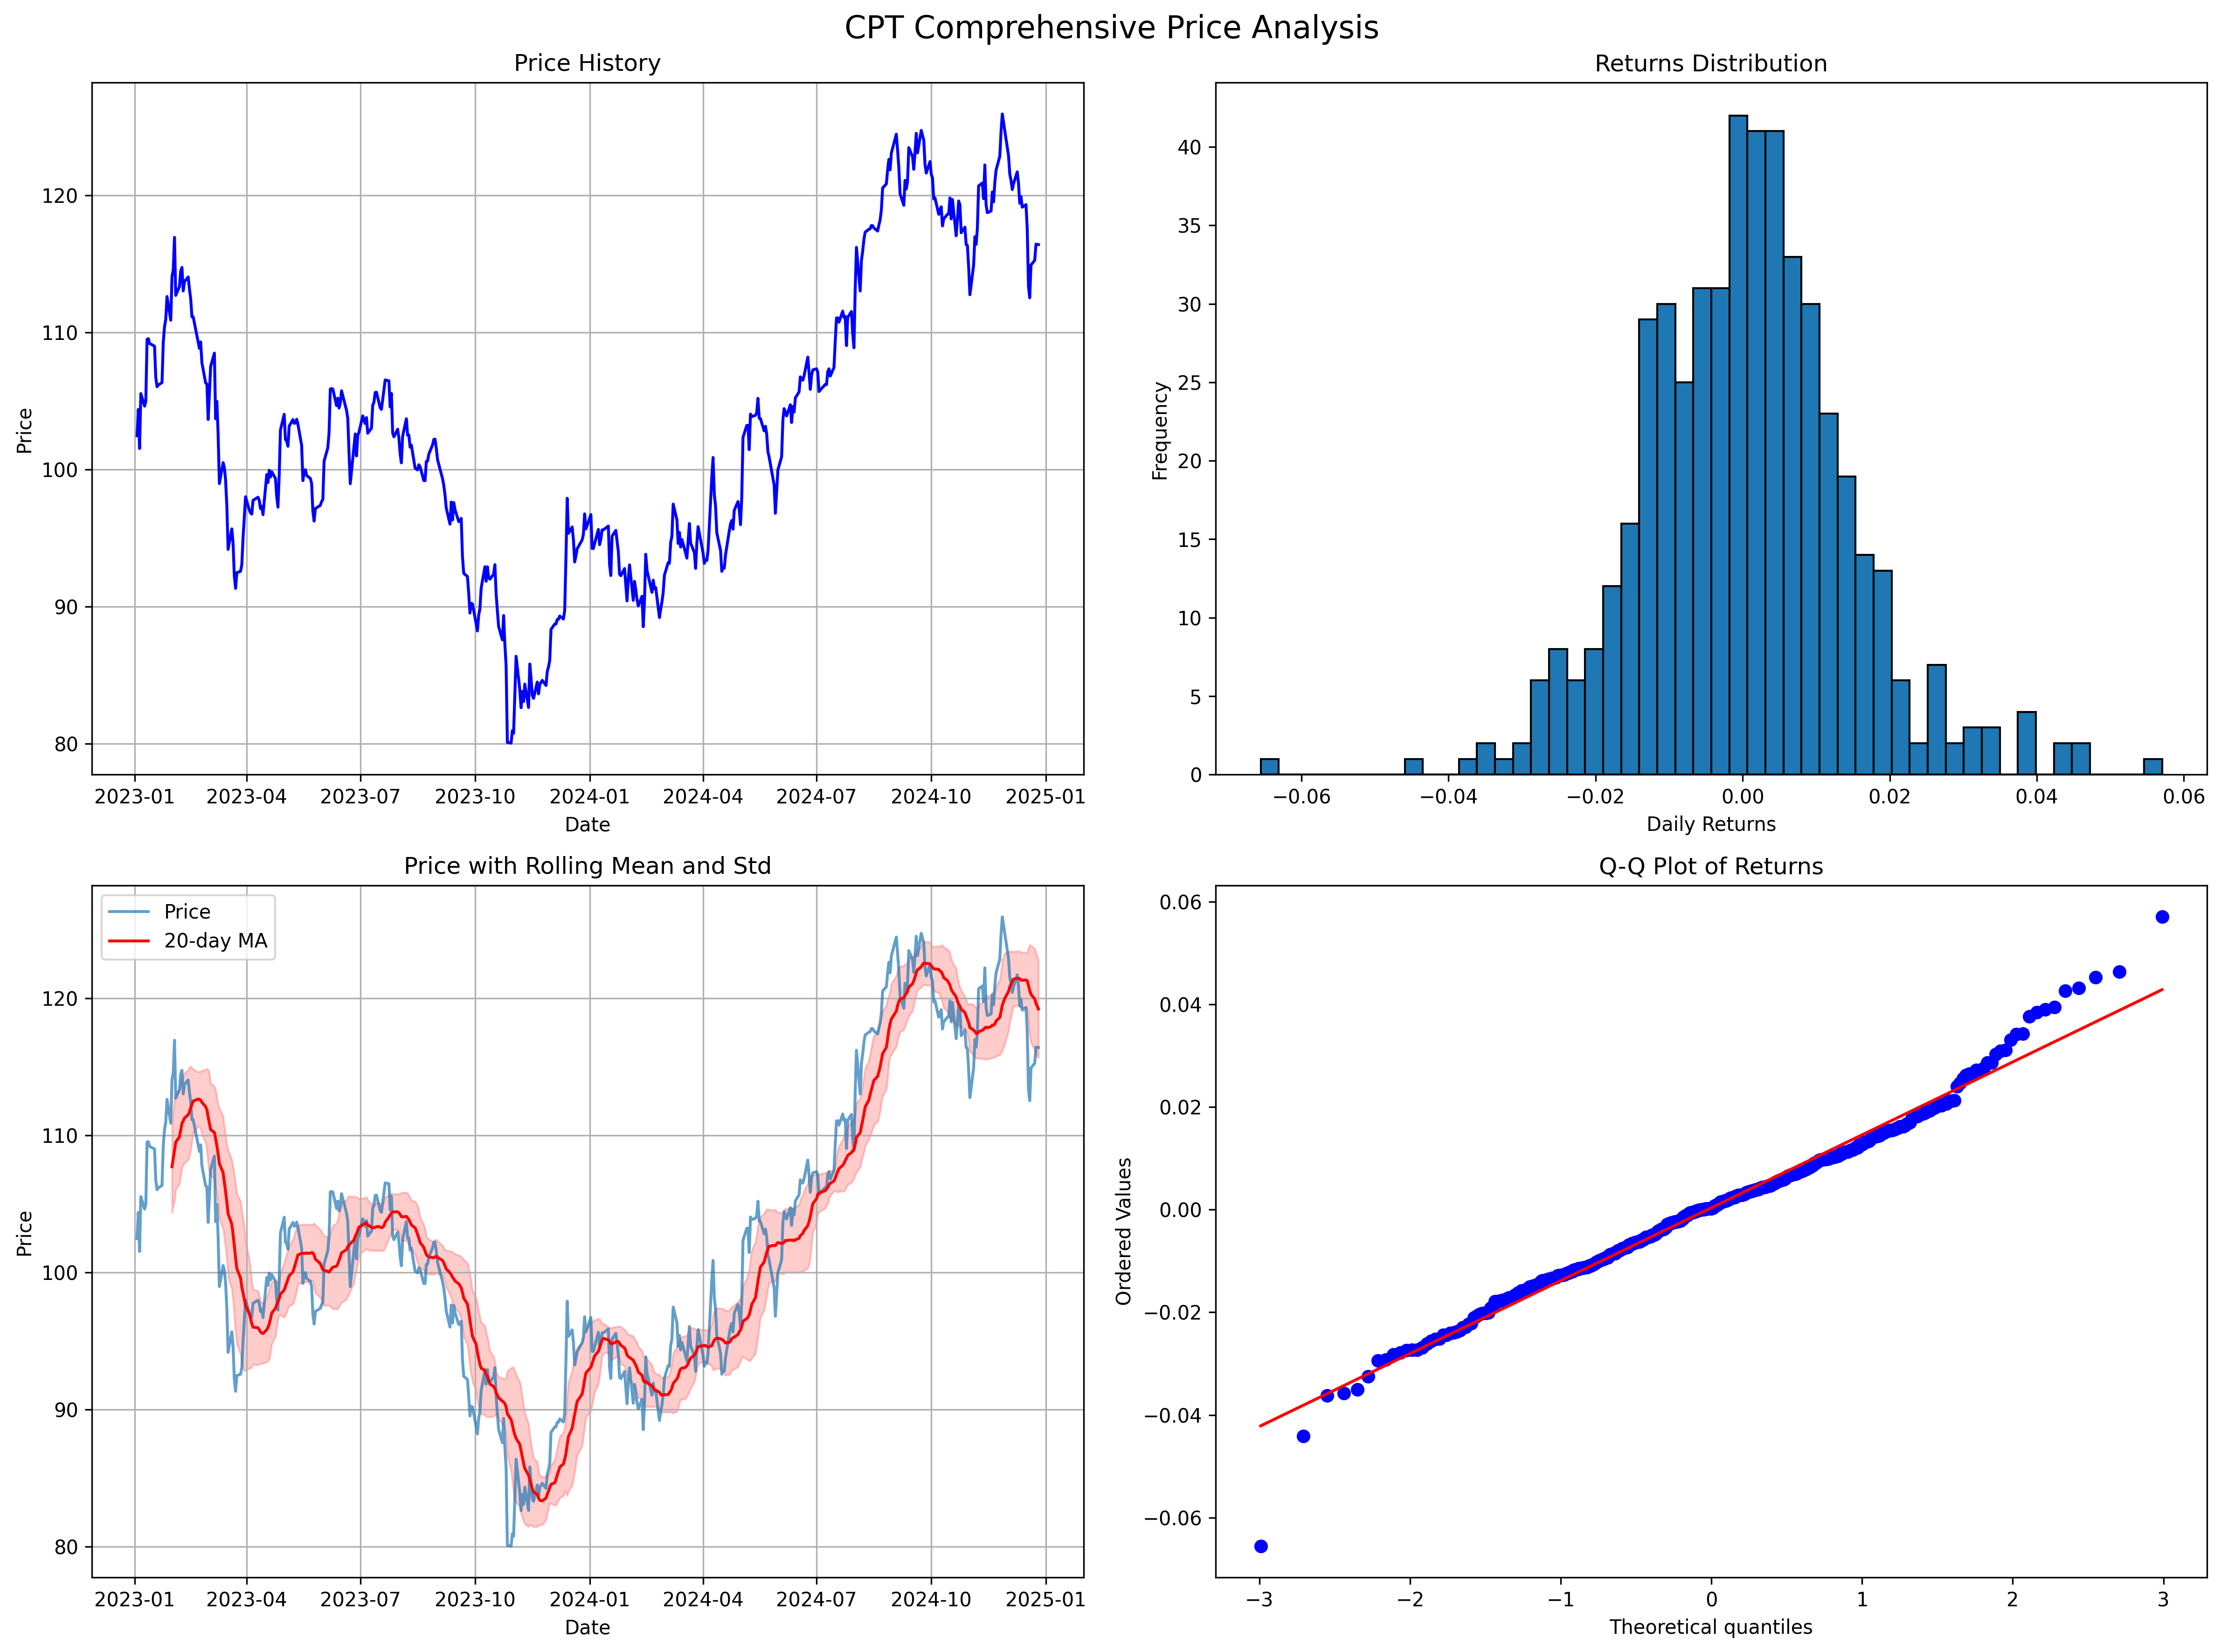 CPT Comprehensive Price Analysis
Price History
Price
120
110
100
90
80
2023-01 2023-04 2023-07 2023-10 2024-01 2024-04 2024-07 2024-10 2025-01
Date
Returns Distribution
Frequency
40
35
30
25
20
15
10
5
0
−0.06 −0.04 −0.02 0.00 0.02 0.04 0.06
Daily Returns
Price with Rolling Mean and Std
Price
20-day MA
Price
120
110
100
90
80
2023-01 2023-04 2023-07 2023-10 2024-01 2024-04 2024-07 2024-10 2025-01
Date
Q-Q Plot of Returns
Ordered Values
0.06
0.04
0.02
0.00
−0.02
−0.04
−0.06
−3 −2 −1 0 1 2 3
Theoretical quantiles